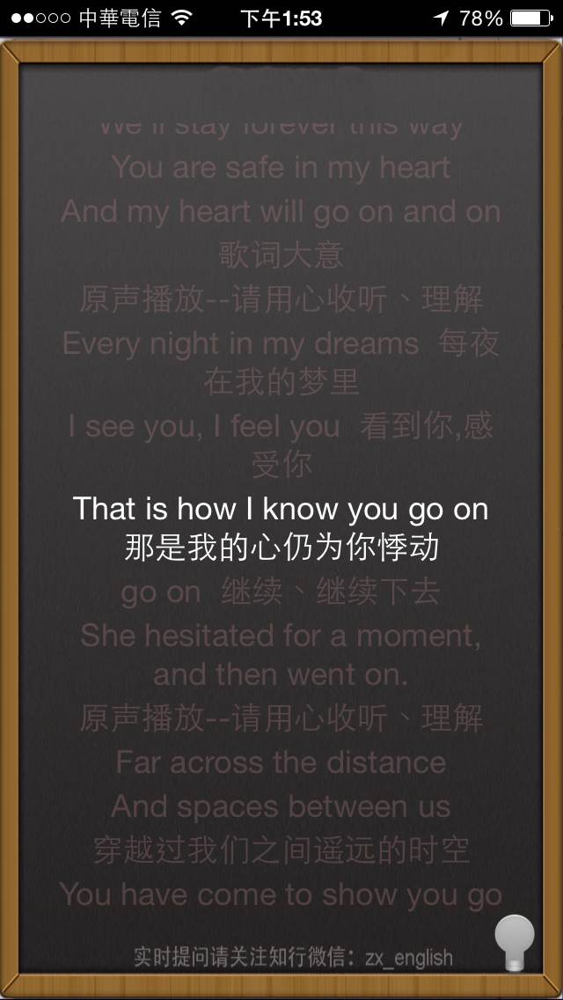 中華電信 下午1:53 78%
We'll stay forever this way
You are safe in my heart
And my heart will go on and on
歌词大意
原声播放--请用心收听、理解
Every night in my dreams 每夜
在我的梦里
I see you, I feel you 看到你,感
受你
That is how I know you go on
那是我的心仍为你悸动
go on 继续、继续下去
She hesitated for a moment,
and then went on.
原声播放--请用心收听、理解
Far across the distance
And spaces between us
穿越过我们之间遥远的时空
You have come to show you go
实时提问请关注知行微信：zx_english